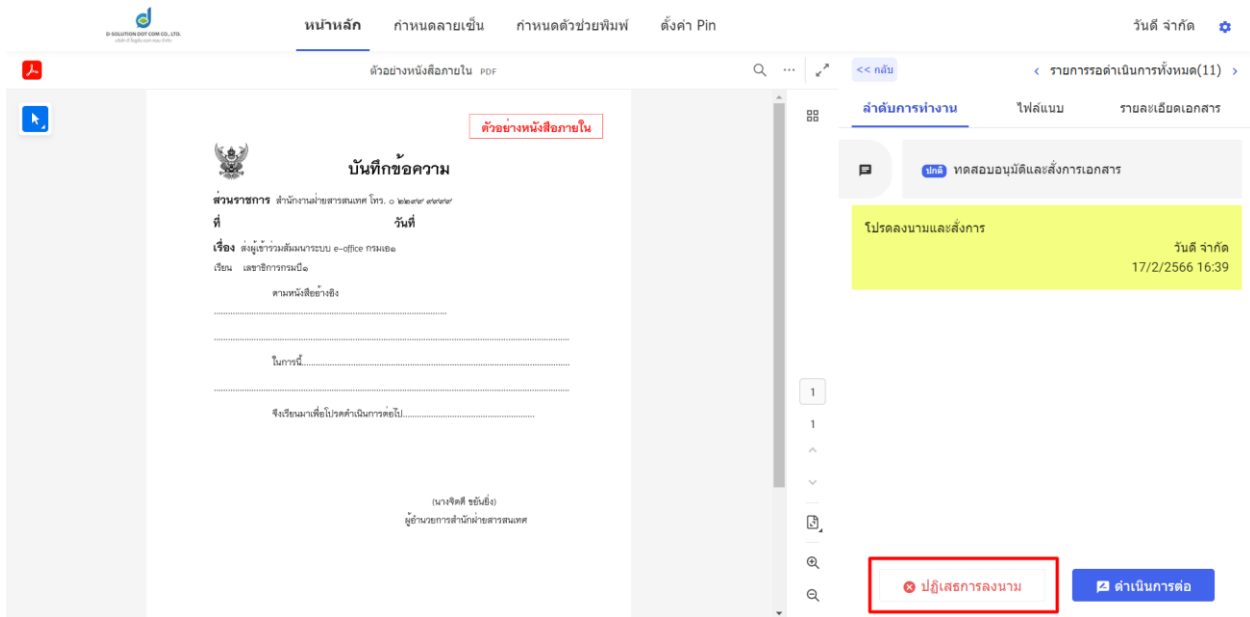 D-SOLUTION DOT COM CO.,LTD.
หน้าหลัก กำหนดลายเซ็น กำหนดตัวช่วยพิมพ์ ตั้งค่า Pin วันดี จำกัด
ตัวอย่างหนังสือภายใน PDF
<< กลับ < รายการรอดำเนินการทั้งหมด(11) >
ลำดับการทำงาน ไฟล์แนบ รายละเอียดเอกสาร
ปกติ ทดสอบอนุมัติและสั่งการเอกสาร
โปรดลงนามและสั่งการ
วันดี จำกัด
17/2/2566 16:39
ตัวอย่างหนังสือภายใน
บันทึกข้อความ
ส่วนราชการ สำนักงานฝ่ายสารสนเทศ โทร.
ที่ วันที่
เรื่อง ส่งผู้เข้าร่วมสัมมนาระบบ e-office กรมเอ๑
เรียน เลขาธิการกรมบี๑
ตามหนังสืออ้างอิง
ในการนี้
จึงเรียนมาเพื่อโปรดดำเนินการต่อไป
(นางจิตดี ขยันยิ่ง)
ผู้อำนวยการสำนักฝ่ายสารสนเทศ
1
1
ปฏิเสธการลงนาม ดำเนินการต่อ